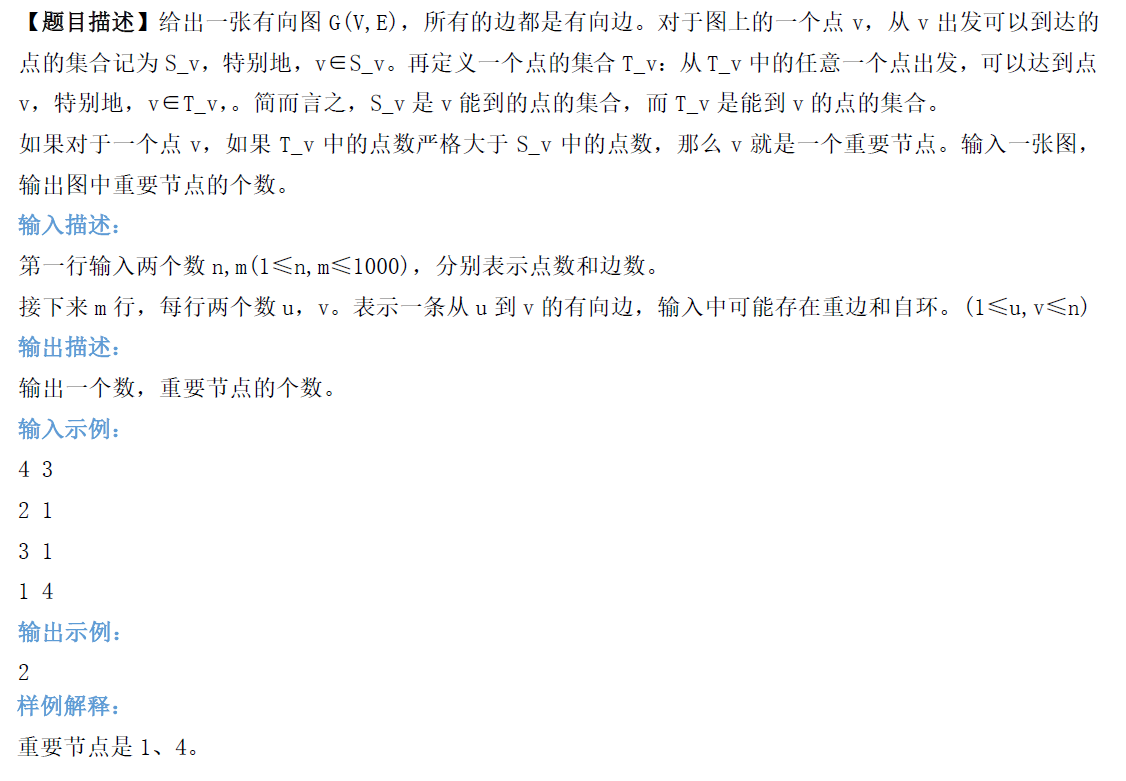 【题目描述】给出一张有向图 G(V,E)，所有的边都是有向边。对于图上的一个点 v，从 v 出发可以到达的
点的集合记为 S_v，特别地，v∈S_v。再定义一个点的集合 T_v：从 T_v 中的任意一个点出发，可以达到点
v，特别地，v∈T_v，。简而言之，S_v 是 v 能到的点的集合，而 T_v 是能到 v 的点的集合。
如果对于一个点 v，如果 T_v 中的点数严格大于 S_v 中的点数，那么 v 就是一个重要节点。输入一张图，
输出图中重要节点的个数。
输入描述：
第一行输入两个数 n,m(1≤n,m≤1000)，分别表示点数和边数。
接下来 m 行，每行两个数 u，v。表示一条从 u 到 v 的有向边，输入中可能存在重边和自环。(1≤u,v≤n)
输出描述：
输出一个数，重要节点的个数。
输入示例：
4 3
2 1
3 1
1 4
输出示例：
2
样例解释：
重要节点是 1、4。